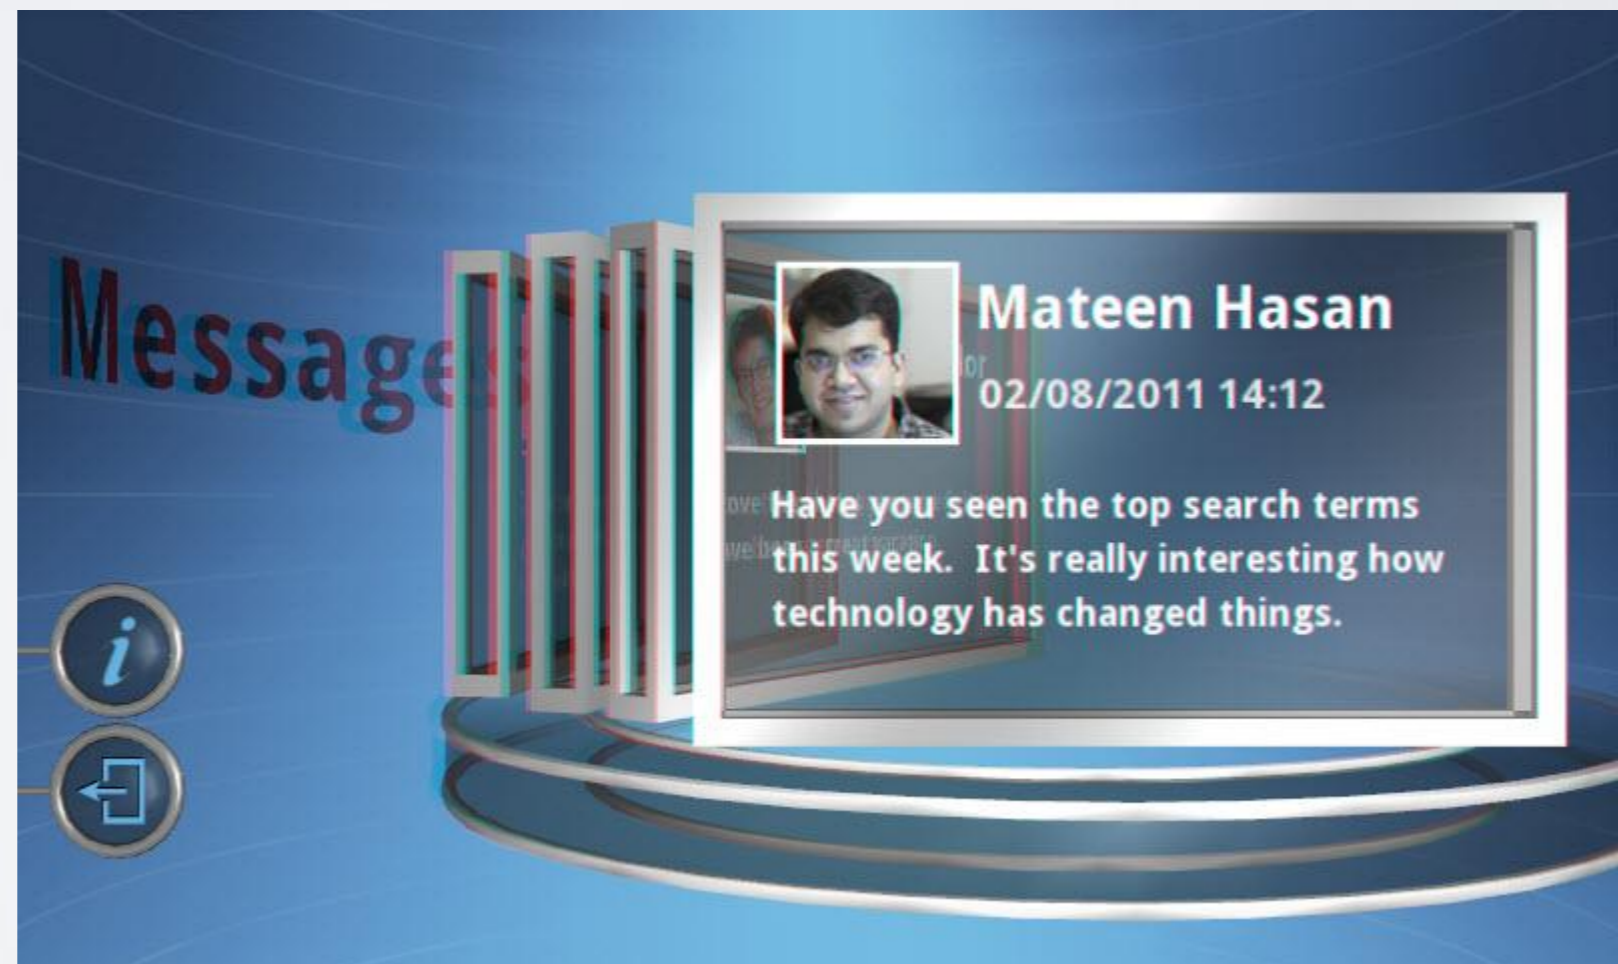 Messages
Mateen Hasan
02/08/2011 14:12
Have you seen the top search terms
this week.  It's really interesting how
technology has changed things.